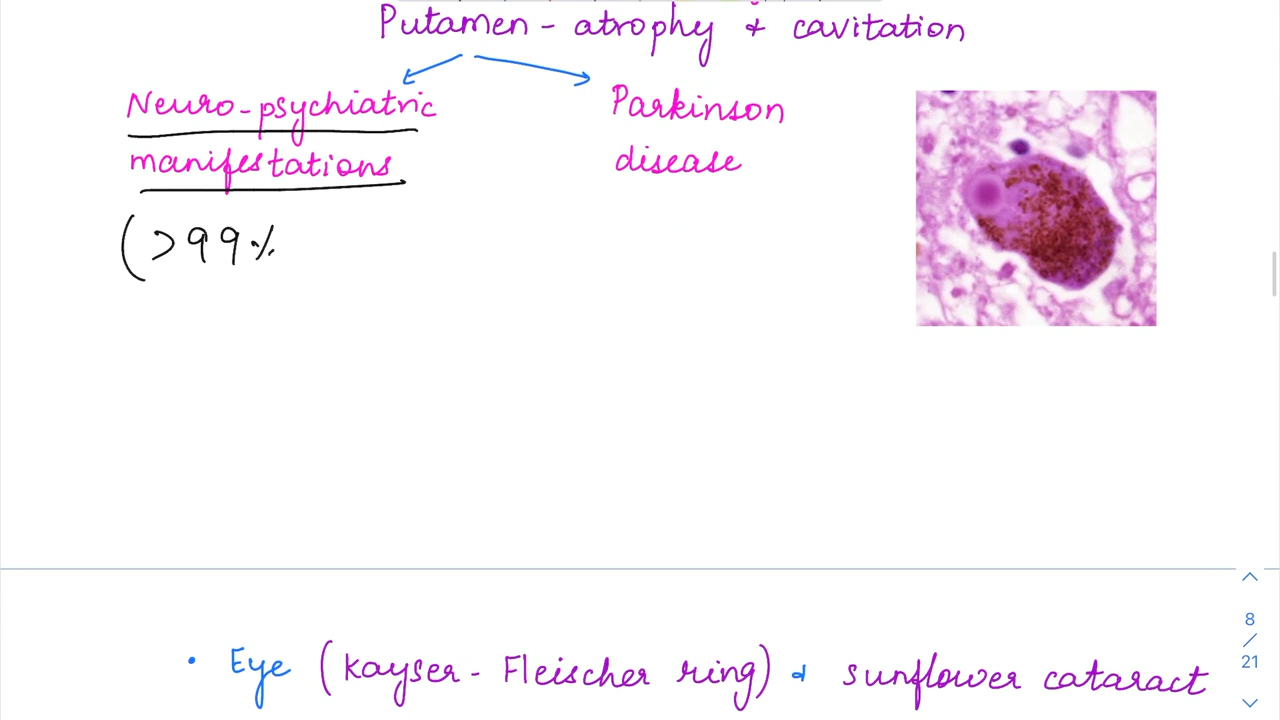 Putamen - atrophy & cavitation
Neuro-psychiatric
manifestations
Parkinson
disease
(>99%
8
/
21
• Eye (Kayser - Fleischer ring) & sunflower cataract